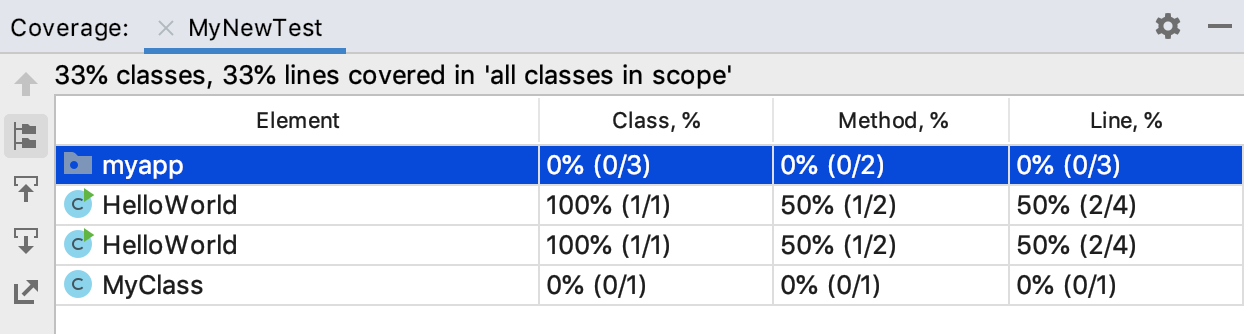 Coverage: MyNewTest
33% classes, 33% lines covered in 'all classes in scope'
Element Class, % Method, % Line, %
myapp 0% (0/3) 0% (0/2) 0% (0/3)
C HelloWorld 100% (1/1) 50% (1/2) 50% (2/4)
C HelloWorld 100% (1/1) 50% (1/2) 50% (2/4)
C MyClass 0% (0/1) 0% (0/1) 0% (0/1)